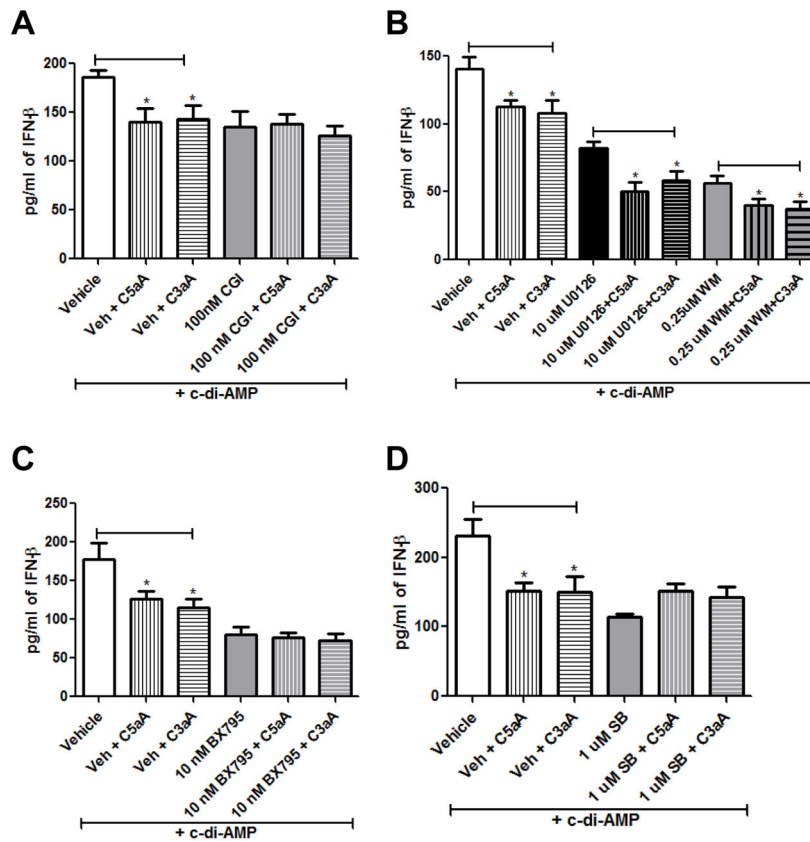 A
pg/ml of IFN-β
200
150
100
50
0
*
*
Vehicle
Veh + C5aA
Veh + C3aA
100nM CGI
100 nM CGI + C5aA
100 nM CGI + C3aA
+ c-di-AMP
B
pg/ml of IFN-β
150
100
50
0
*
*
*
*
*
*
Vehicle
Veh + C5aA
Veh + C3aA
10 uM U0126
10 uM U0126+C5aA
10 uM U0126+C3aA
0.25uM WM
0.25 uM WM+C5aA
0.25 uM WM+C3aA
+ c-di-AMP
C
pg/ml of IFN-β
250
200
150
100
50
0
*
*
Vehicle
Veh + C5aA
Veh + C3aA
10 nM BX795
10 nM BX795 + C5aA
10 nM BX795 + C3aA
+ c-di-AMP
D
pg/ml of IFN-β
300
200
100
0
*
*
Vehicle
Veh + C5aA
Veh + C3aA
1 uM SB
1 uM SB + C5aA
1 uM SB + C3aA
+ c-di-AMP